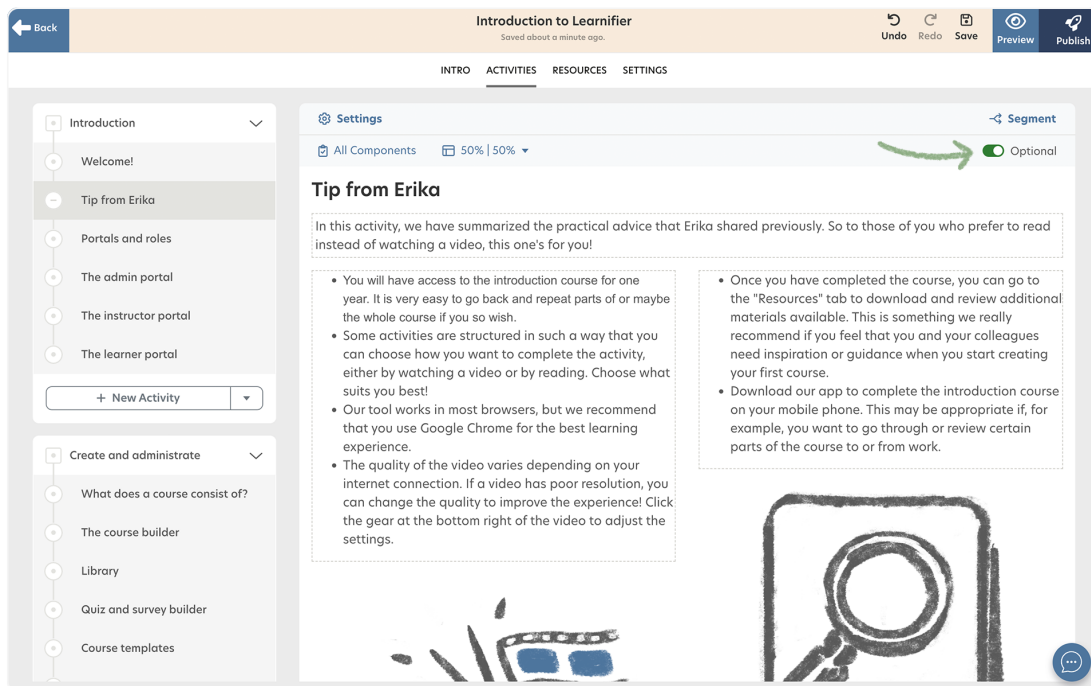 Back
Introduction to Learnifier
Saved about a minute ago.
Undo
Redo
Save
Preview
Publish
INTRO
ACTIVITIES
RESOURCES
SETTINGS
Introduction
Welcome!
Tip from Erika
Portals and roles
The admin portal
The instructor portal
The learner portal
+ New Activity
Create and administrate
What does a course consist of?
The course builder
Library
Quiz and survey builder
Course templates
Settings
Segment
All Components
50% | 50%
Optional
Tip from Erika
In this activity, we have summarized the practical advice that Erika shared previously. So to those of you who prefer to read
instead of watching a video, this one's for you!
• You will have access to the introduction course for one
year. It is very easy to go back and repeat parts of or maybe
the whole course if you so wish.
• Some activities are structured in such a way that you
can choose how you want to complete the activity,
either by watching a video or by reading. Choose what
suits you best!
• Our tool works in most browsers, but we recommend
that you use Google Chrome for the best learning
experience.
• The quality of the video varies depending on your
internet connection. If a video has poor resolution, you
can change the quality to improve the experience! Click
the gear at the bottom right of the video to adjust the
settings.
• Once you have completed the course, you can go to
the "Resources" tab to download and review additional
materials available. This is something we really
recommend if you feel that you and your colleagues
need inspiration or guidance when you start creating
your first course.
• Download our app to complete the introduction course
on your mobile phone. This may be appropriate if, for
example, you want to go through or review certain
parts of the course to or from work.